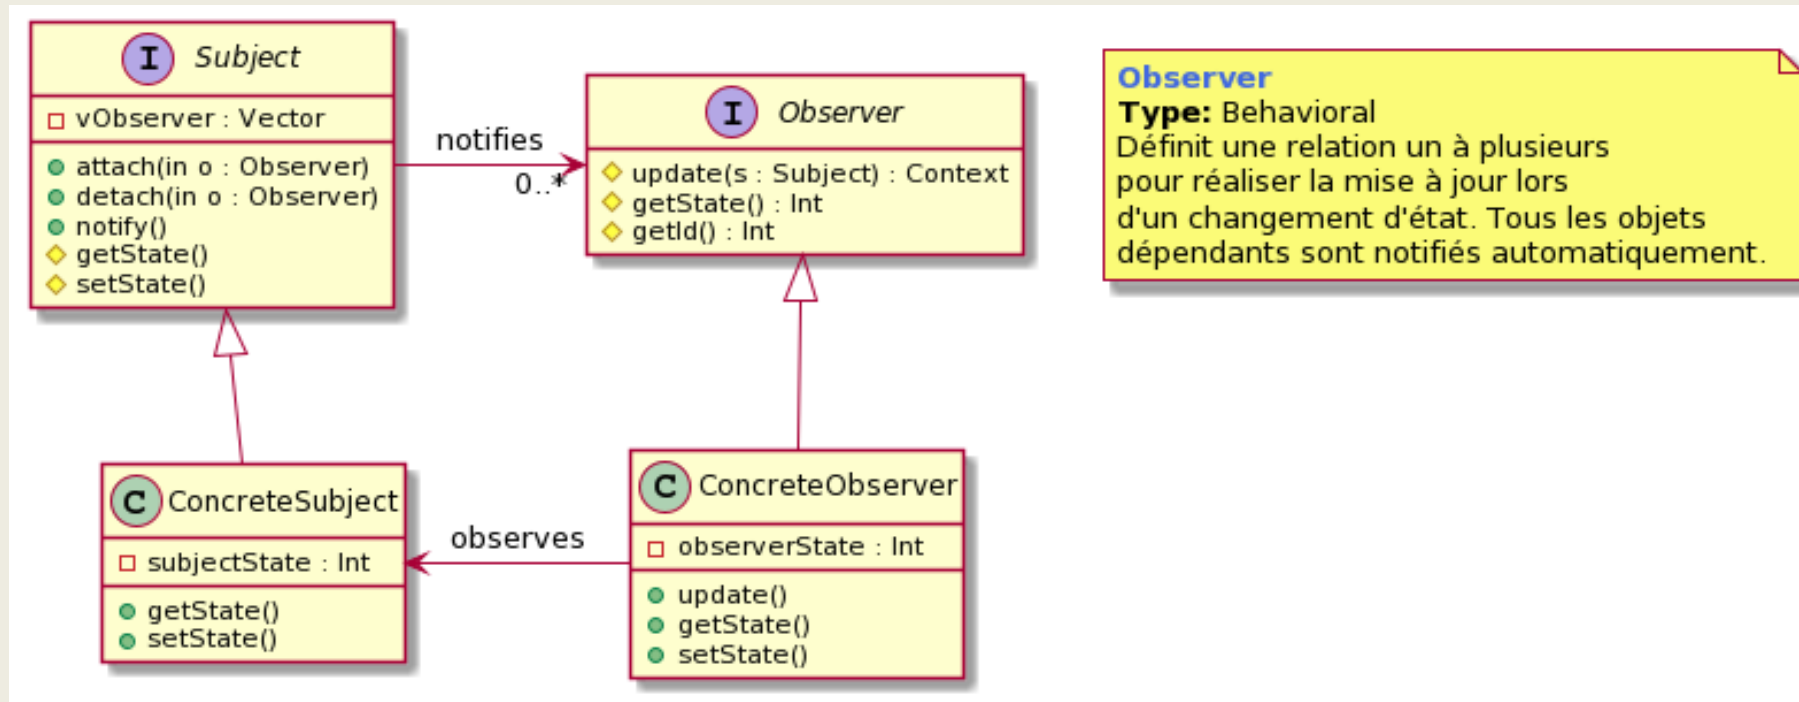 I Subject
vObserver : Vector
attach(in o : Observer)
detach(in o : Observer)
notify()
getState()
setState()
notifies
0..*
I Observer
update(s : Subject) : Context
getState() : Int
getId() : Int
Observer
Type: Behavioral
Définit une relation un à plusieurs
pour réaliser la mise à jour lors
d'un changement d'état. Tous les objets
dépendants sont notifiés automatiquement.
C ConcreteSubject
subjectState : Int
getState()
setState()
observes
C ConcreteObserver
observerState : Int
update()
getState()
setState()